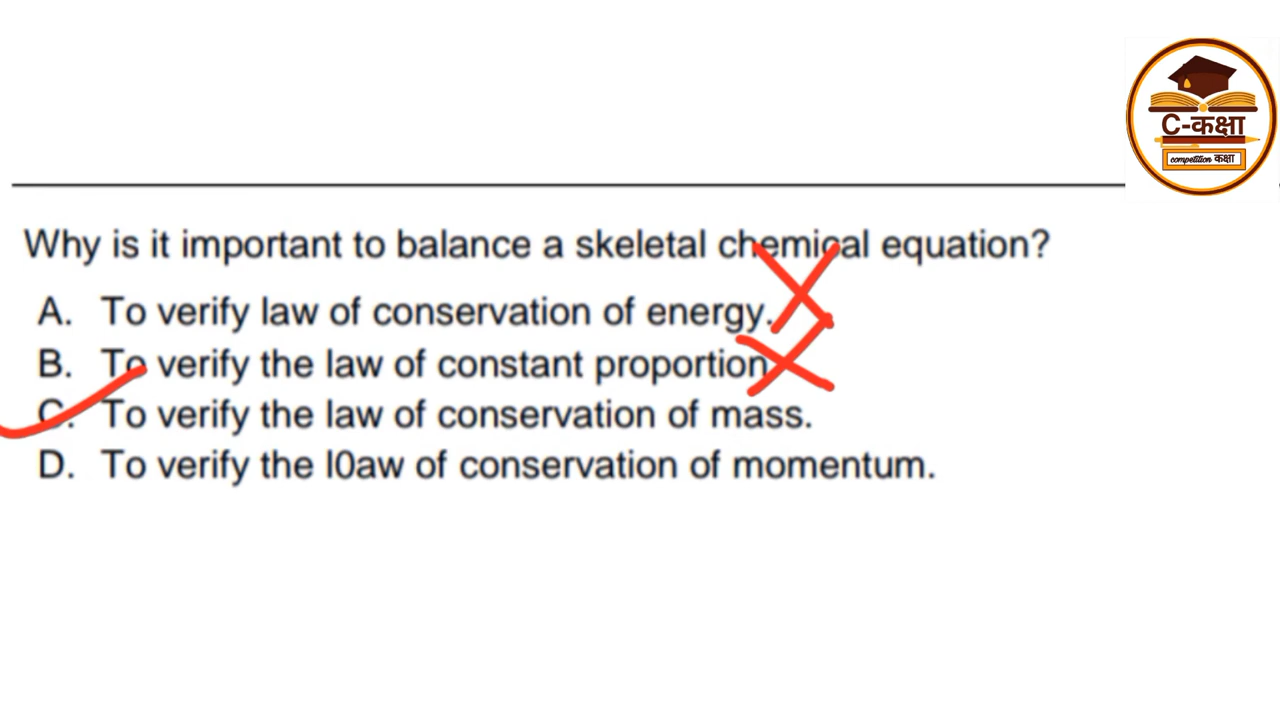 C-कक्षा
competition कक्षा
Why is it important to balance a skeletal chemical equation?
A. To verify law of conservation of energy.
B. To verify the law of constant proportion
C. To verify the law of conservation of mass.
D. To verify the l0aw of conservation of momentum.